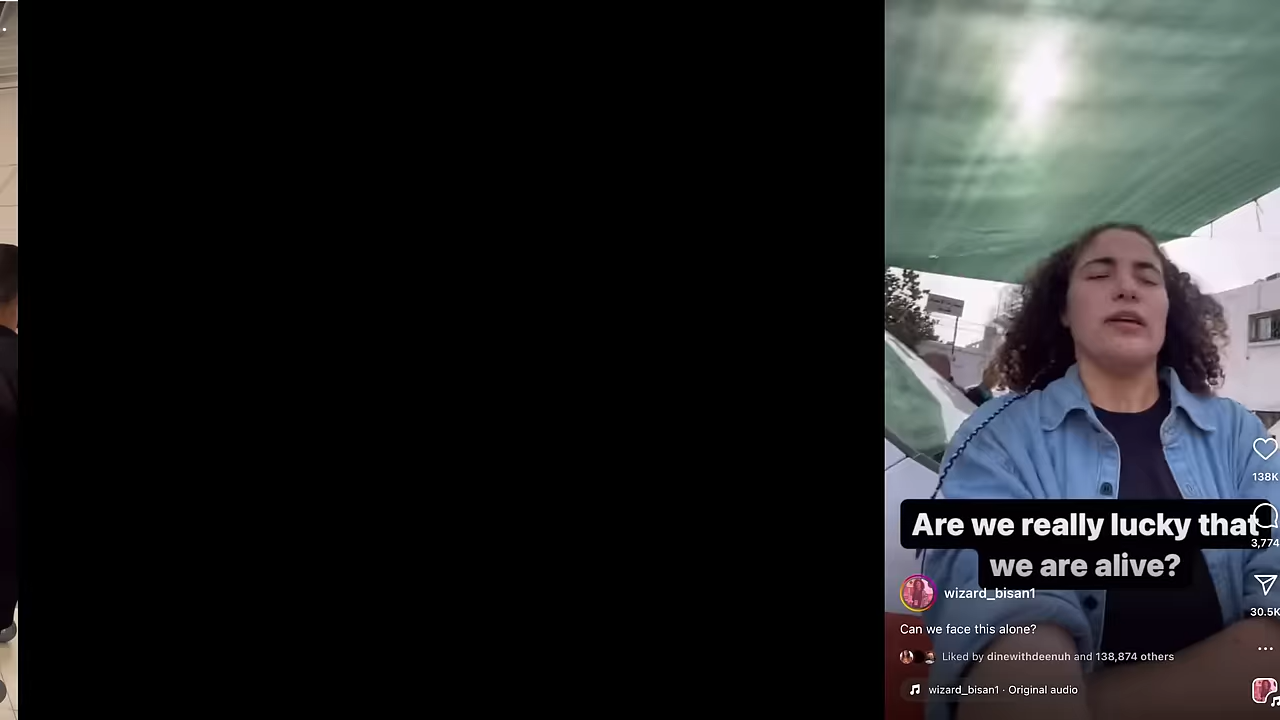 Are we really lucky that
we are alive?
138K
3,774
wizard_bisan1
30.5K
Can we face this alone?
Liked by dinewithdeenuh and 138,874 others
wizard_bisan1 · Original audio